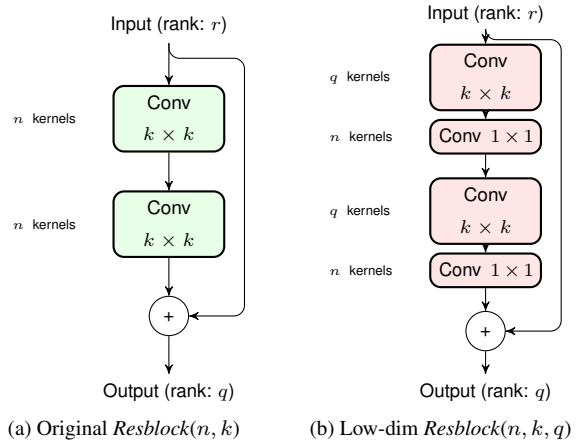 Input (rank: r)
n kernels
Conv
k × k
n kernels
Conv
k × k
+
Output (rank: q)
(a) Original Resblock(n, k)
Input (rank: r)
q kernels
Conv
k × k
n kernels
Conv 1 × 1
q kernels
Conv
k × k
n kernels
Conv 1 × 1
+
Output (rank: q)
(b) Low-dim Resblock(n, k, q)